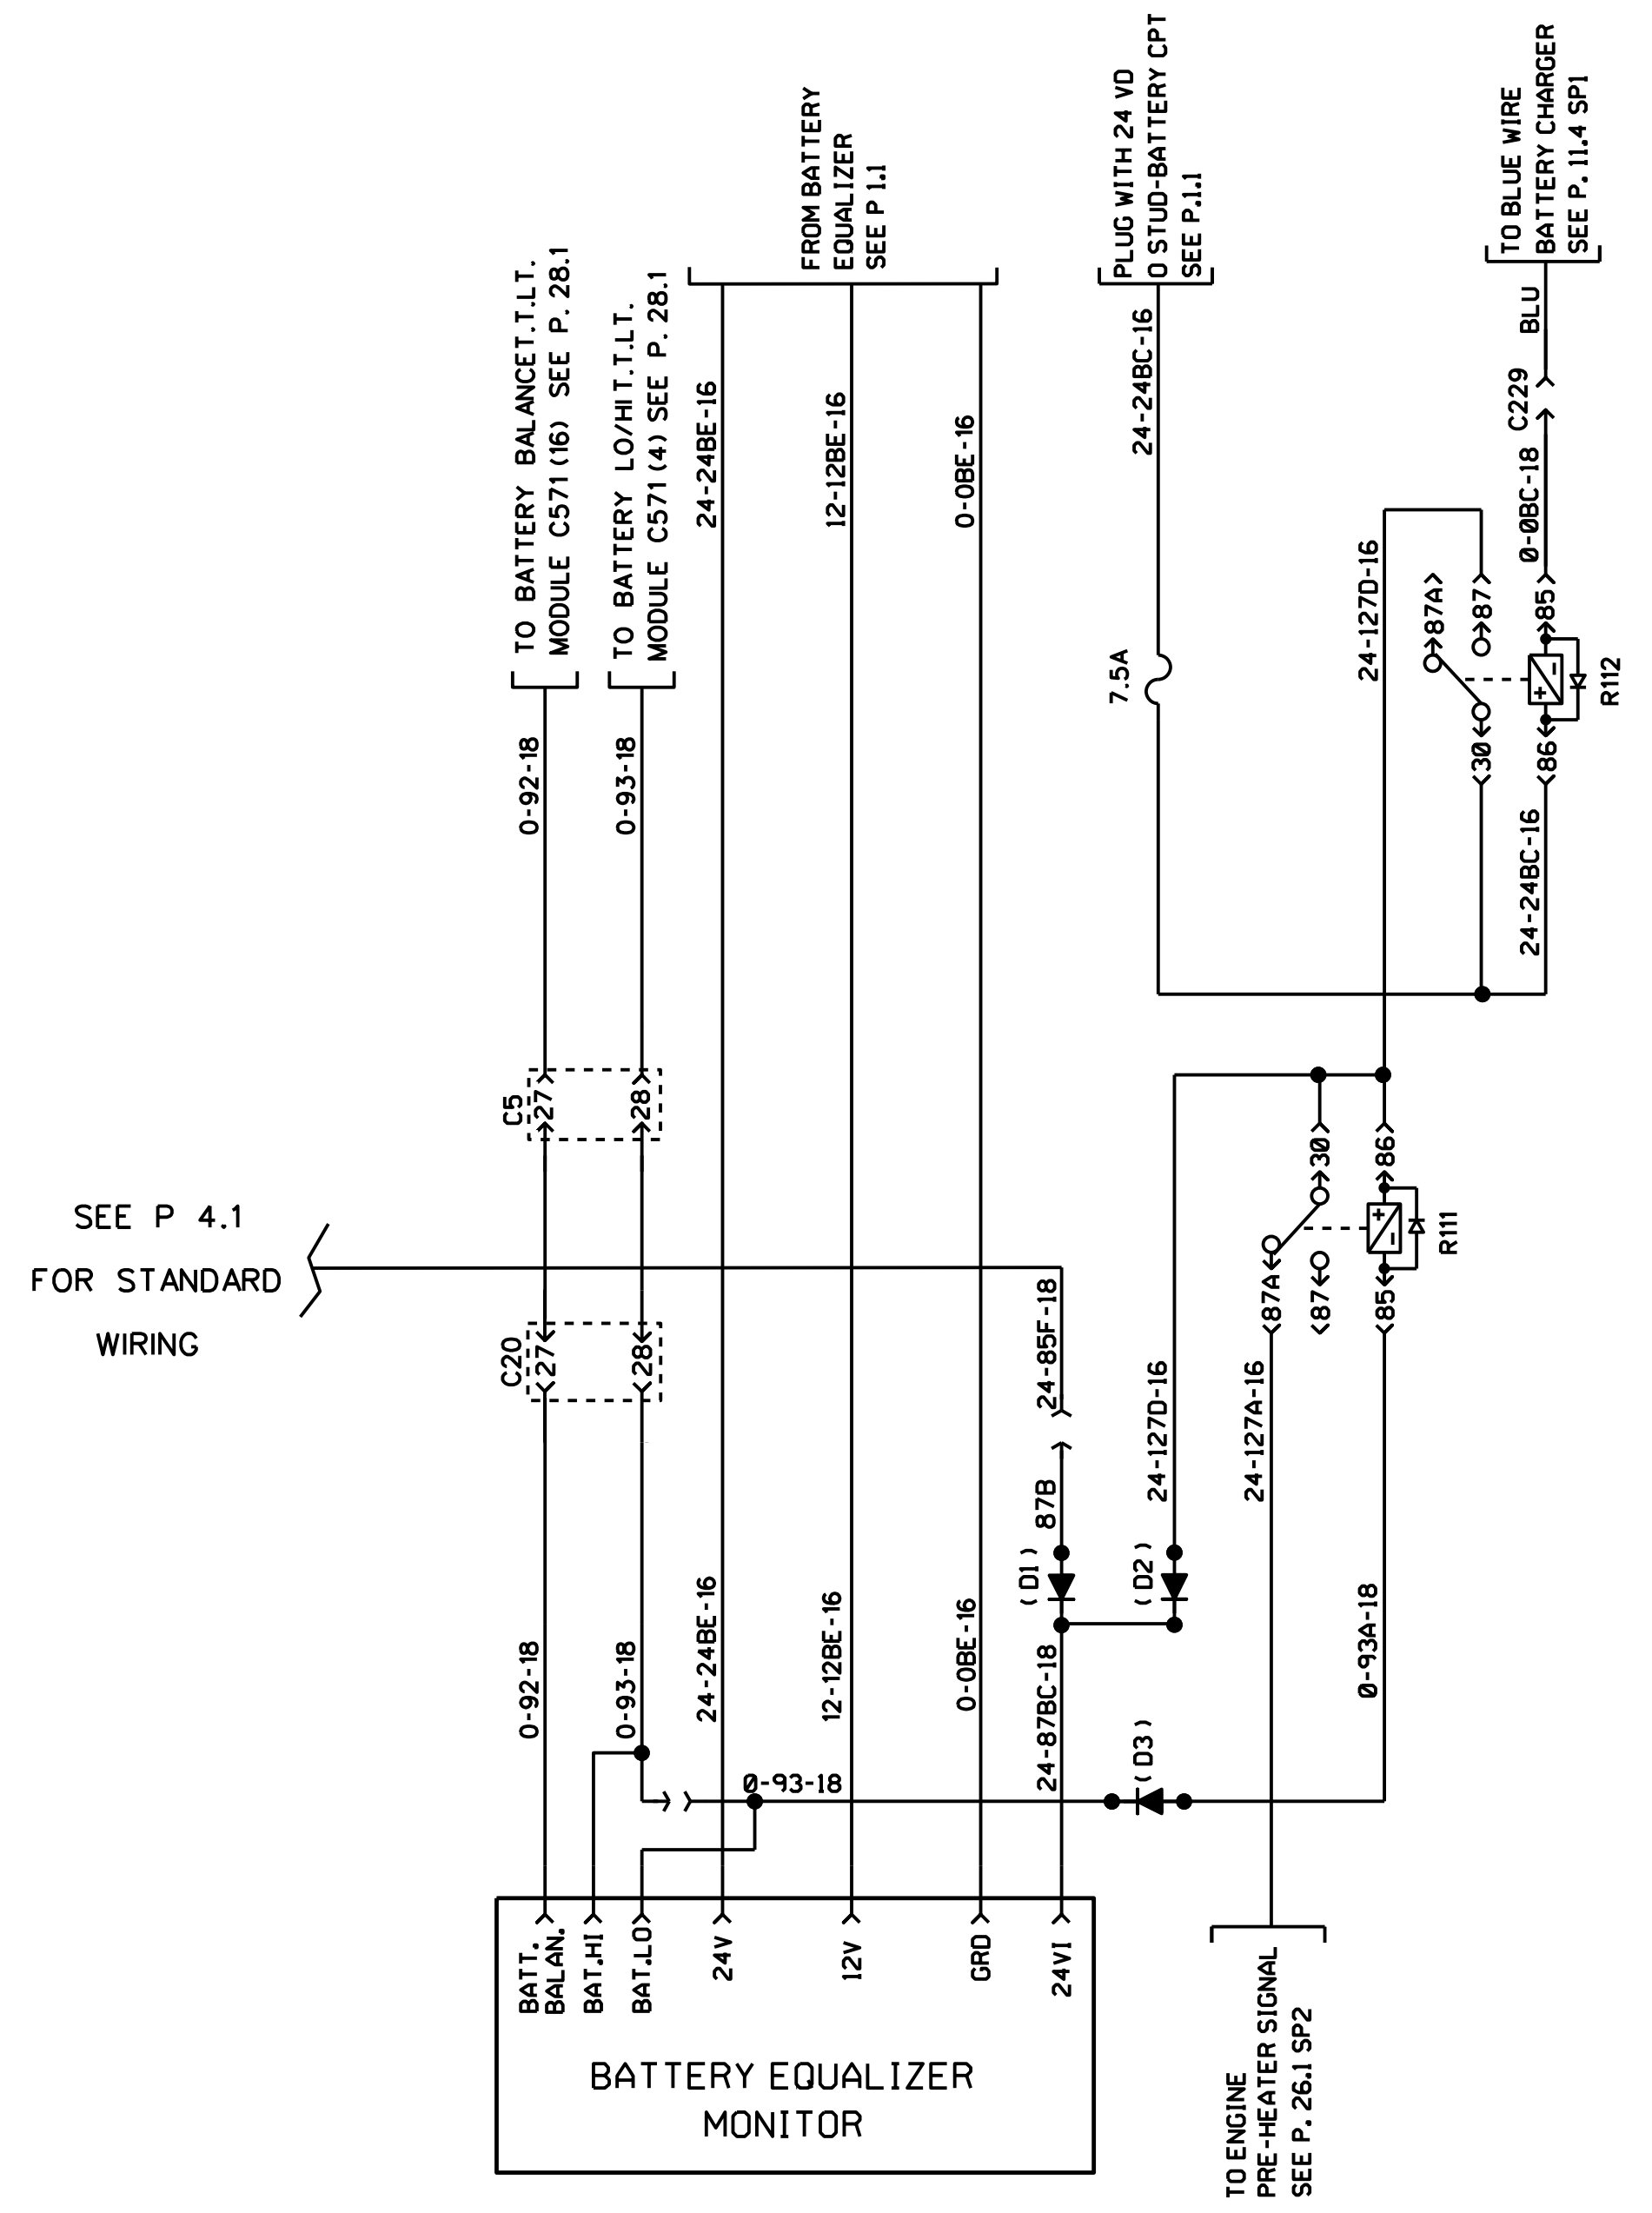 TO BATTERY BALANCET.T.LT.
MODULE C571 (16) SEE P. 28.1
TO BATTERY LO/HI T.T.LT.
MODULE C571 (4) SEE P. 28.1
FROM BATTERY
EQUALIZER
SEE P 1.1
PLUG WITH 24 VD
O STUD-BATTERY CPT
SEE P.1.1
TO BLUE WIRE
BATTERY CHARGER
SEE P. 11.4 SP1
BLU
C229
0-0BC-18
24-24BE-16
12-12BE-16
0-0BE-16
24-24BC-16
24-127D-16
87A
87
85
7.5A
+
-
R112
30
86
24-24BC-16
0-92-18
0-93-18
C5
27
28
SEE P 4.1
FOR STANDARD
WIRING
30
86
+
-
R111
87A
87
85
C20
27
28
24-85F-18
24-127D-16
24-127A-16
87B
(D1)
(D2)
0-93A-18
0-92-18
0-93-18
24-24BE-16
12-12BE-16
0-0BE-16
24-87BC-18
(D3)
0-93-18
BATT.
BALAN.
BAT.HI
BAT.LO
24V
12V
GRD
24VI
BATTERY EQUALIZER
MONITOR
TO ENGINE
PRE-HEATER SIGNAL
SEE P. 26.1 SP2